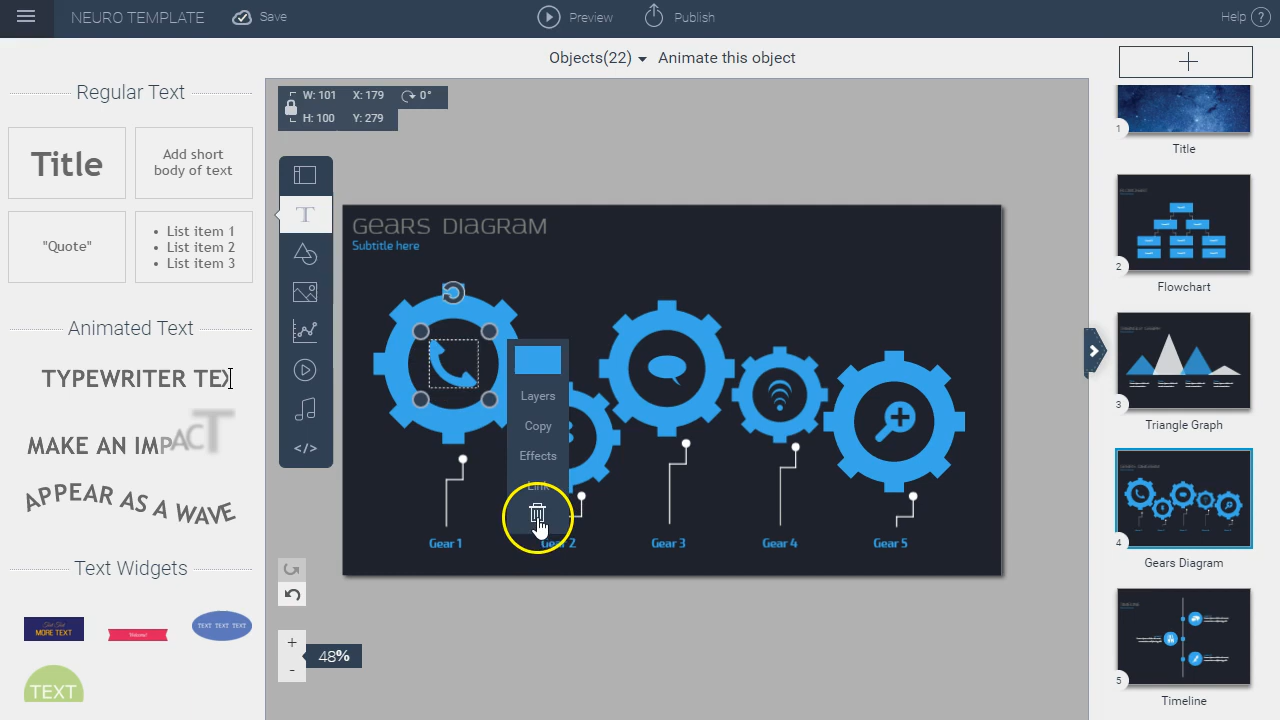 NEURO TEMPLATE
Save
Preview
Publish
Help ?
Objects(22)
Animate this object
W: 101 X: 179 0°
H: 100 Y: 279
Regular Text
Title
Add short
body of text
"Quote"
• List item 1
• List item 2
• List item 3
Animated Text
TYPEWRITER TEX
MAKE AN IMPACT
APPEAR AS A WAVE
Text Widgets
MORE TEXT
Welcome!
TEXT TEXT TEXT
TEXT
T
</>
+
48%
-
GEARS DIAGRAM
Subtitle here
Layers
Copy
Effects
Link
Gear 1
Gear 2
Gear 3
Gear 4
Gear 5
1
Title
2
Flowchart
3
Triangle Graph
4
Gears Diagram
5
Timeline